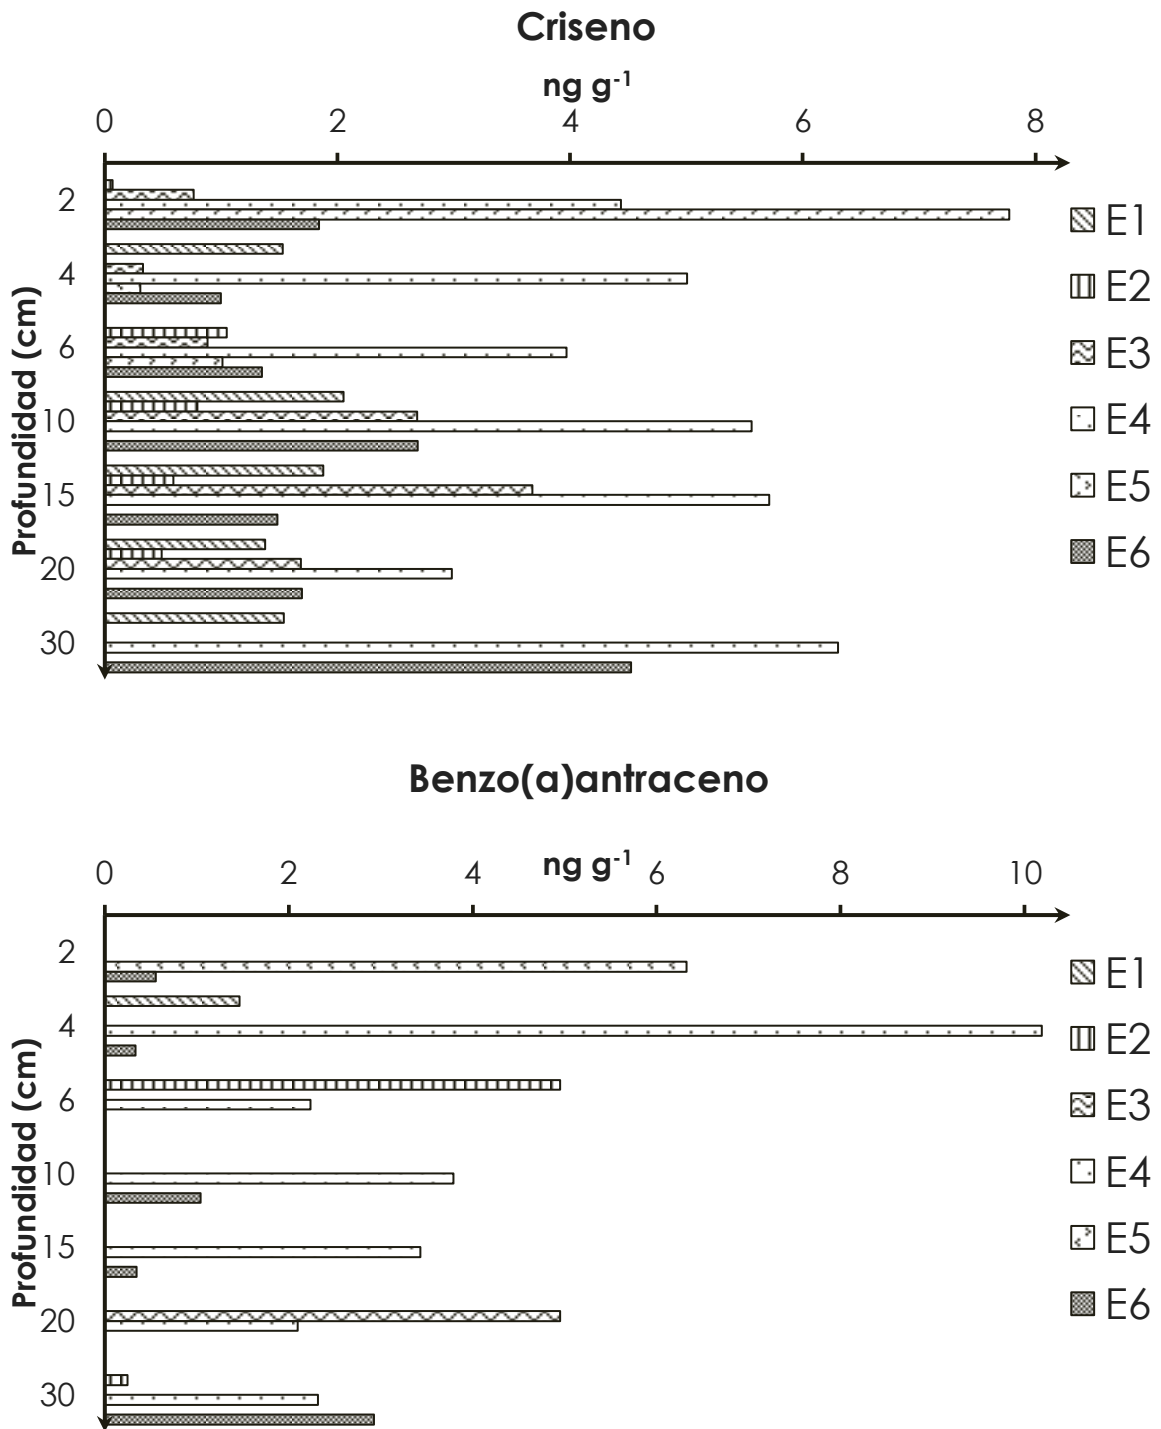 Criseno
ng g-1
0 2 4 6 8
Profundidad (cm)
2
4
6
10
15
20
30
E1
E2
E3
E4
E5
E6
Benzo(a)antraceno
ng g-1
0 2 4 6 8 10
Profundidad (cm)
2
4
6
10
15
20
30
E1
E2
E3
E4
E5
E6